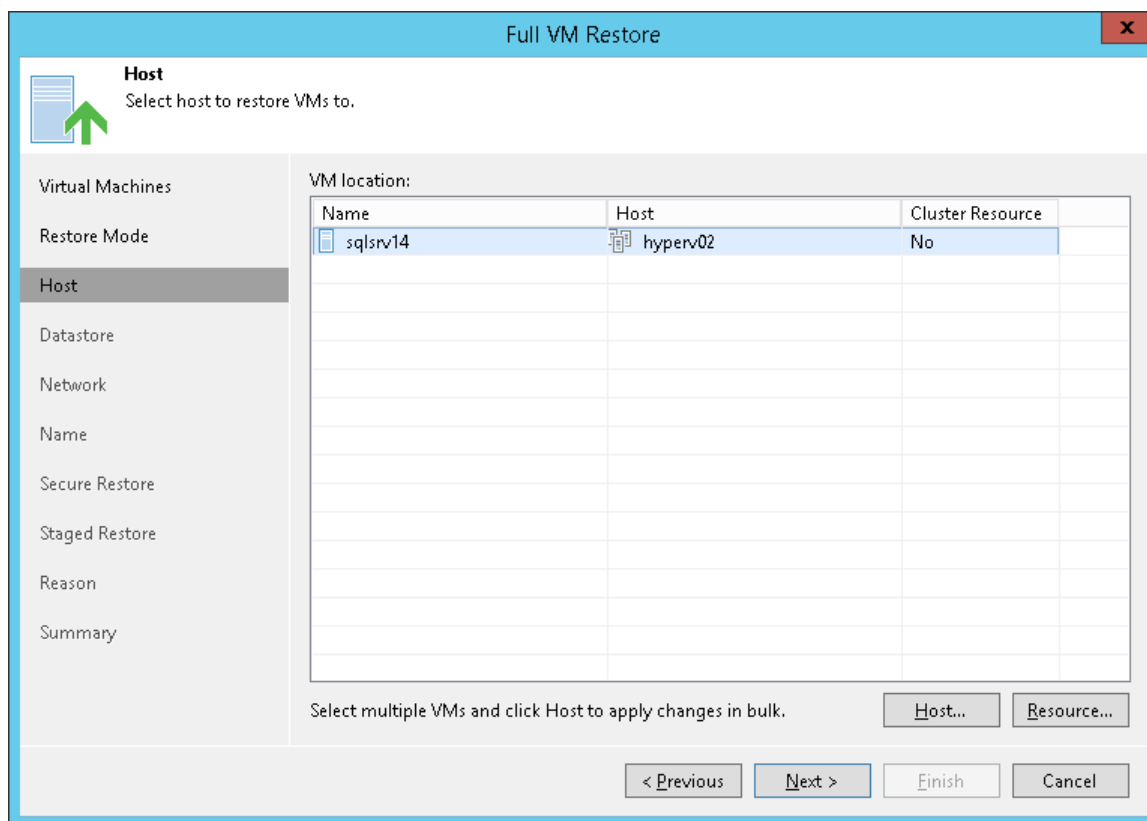 Full VM Restore
x
Host
Select host to restore VMs to.
Virtual Machines
Restore Mode
Host
Datastore
Network
Name
Secure Restore
Staged Restore
Reason
Summary
VM location:
Name Host Cluster Resource
sqlsrv14 hyperv02 No
Select multiple VMs and click Host to apply changes in bulk.
Host... Resource...
< Previous Next > Finish Cancel